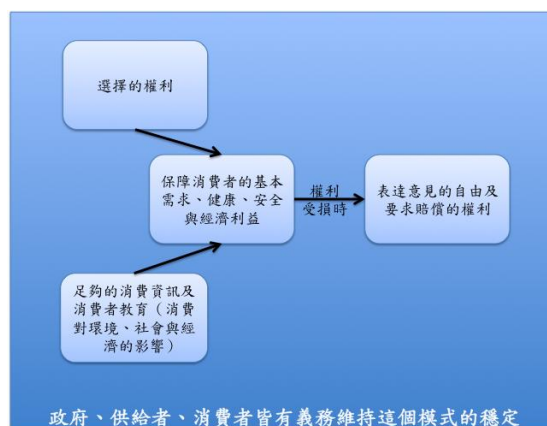 選擇的權利
保障消費者的基本
需求、健康、安全
與經濟利益
權利
受損時
表達意見的自由及
要求賠償的權利
足夠的消費資訊及
消費者教育（消費
對環境、社會與經
濟的影響）
政府、供給者、消費者皆有義務維持這個模式的穩定